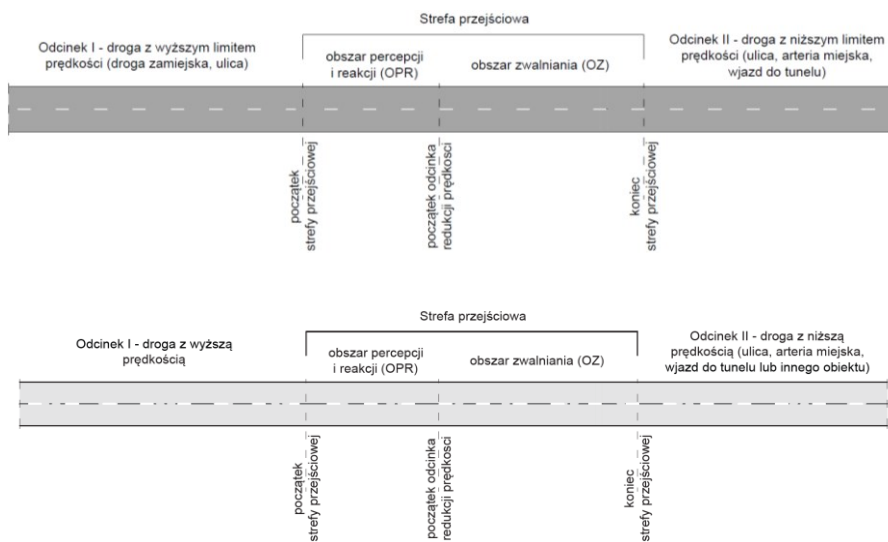 Strefa przejściowa
Odcinek I - droga z wyższym limitem
prędkości (droga zamiejska, ulica)
obszar percepcji
i reakcji (OPR)
obszar zwalniania (OZ)
Odcinek II - droga z niższym limitem
prędkości (ulica, arteria miejska,
wjazd do tunelu)
początek
strefy przejściowej
początek odcinka
redukcji prędkosci
koniec
strefy przejściowej
Strefa przejściowa
Odcinek I - droga z wyższą
prędkością
obszar percepcji
i reakcji (OPR)
obszar zwalniania (OZ)
Odcinek II - droga z niższą
prędkością (ulica, arteria miejska,
wjazd do tunelu lub innego obiektu)
początek
strefy przejściowej
początek odcinka
redukcji prędkosci
koniec
strefy przejściowej